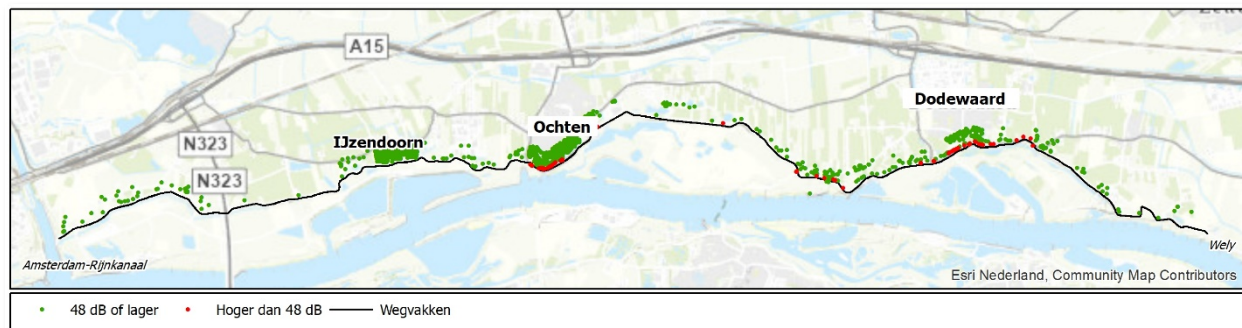 A15
N323
N323
IJzendoorn
Ochten
Dodewaard
Amsterdam-Rijnkanaal
Wely
Esri Nederland, Community Map Contributors
48 dB of lager
Hoger dan 48 dB
Wegvakken